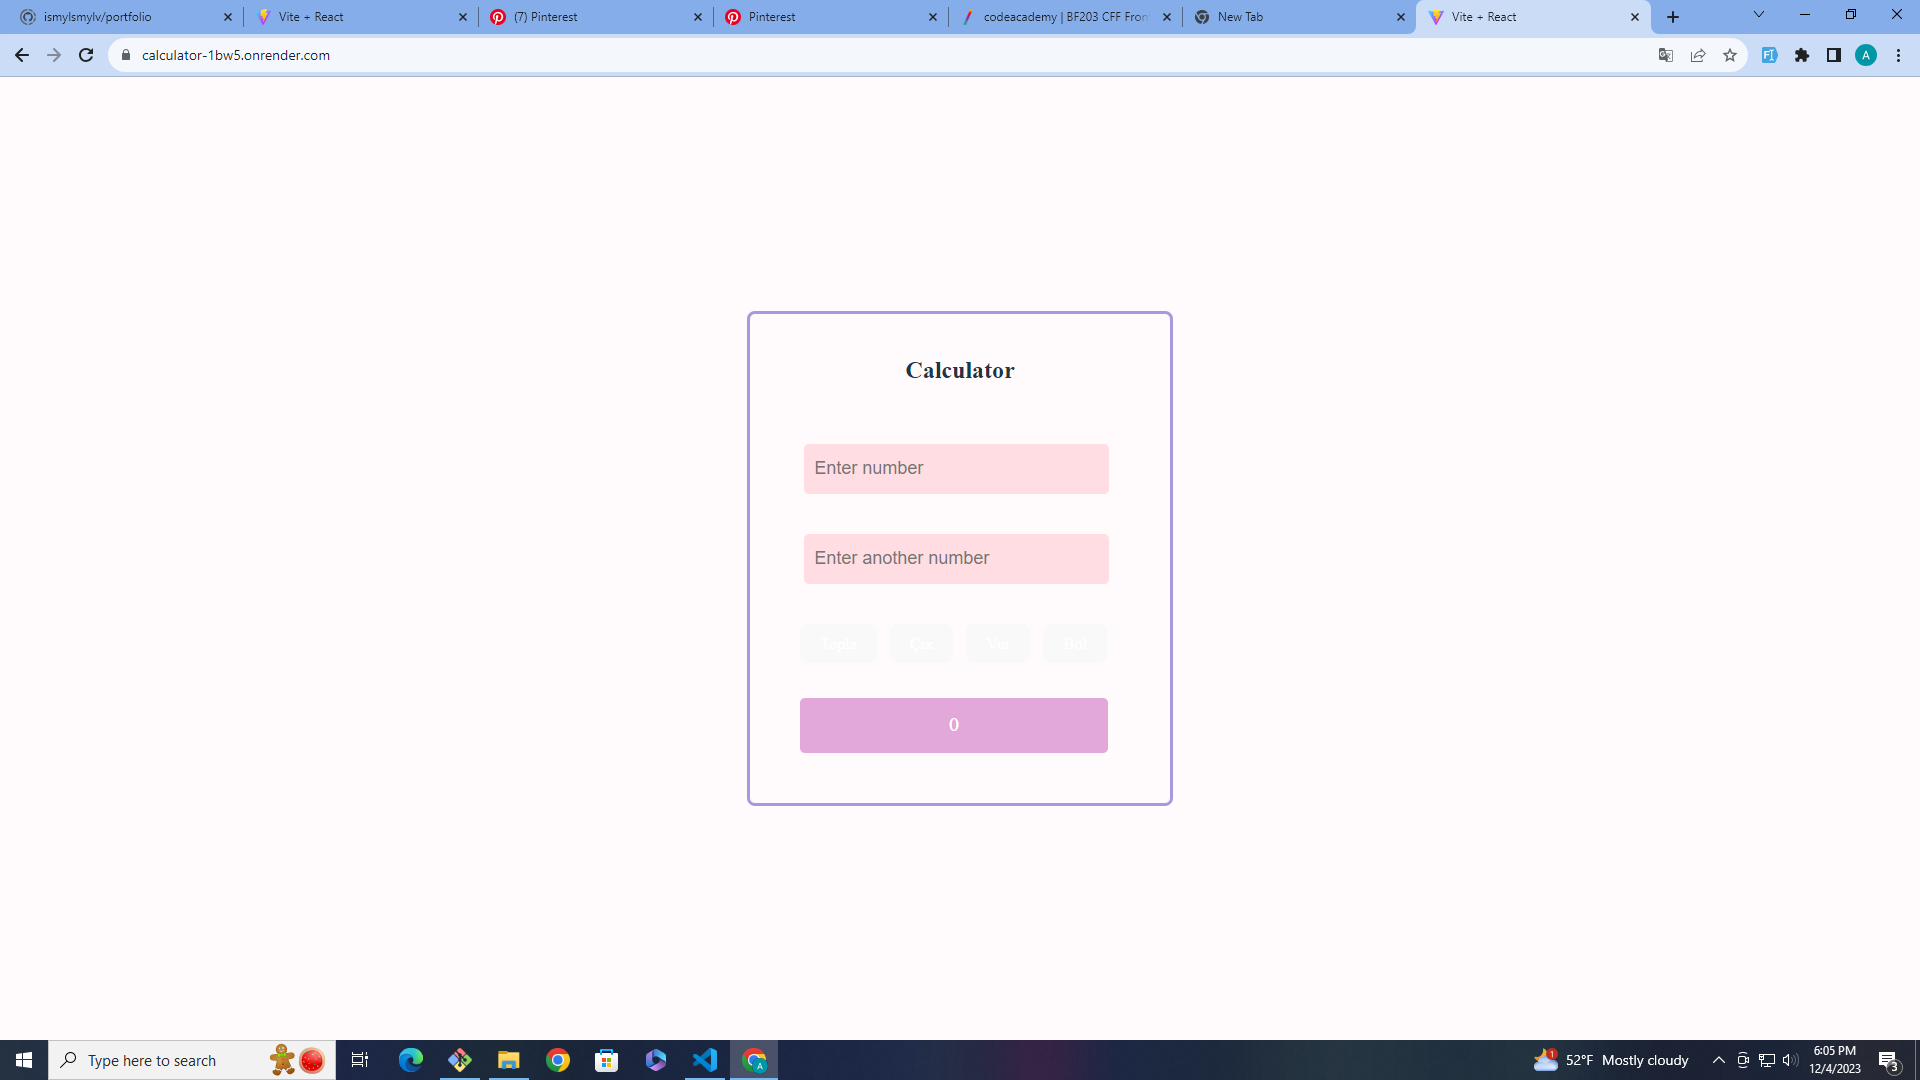 ismylsmylv/portfolio
Vite + React
(7) Pinterest
Pinterest
codeacademy | BF203 CFF Fron
New Tab
Vite + React
calculator-1bw5.onrender.com
A
Calculator
Enter number
Enter another number
Topla
Çıx
Vur
Böl
0
Type here to search
A
1
52°F Mostly cloudy
6:05 PM
12/4/2023
3